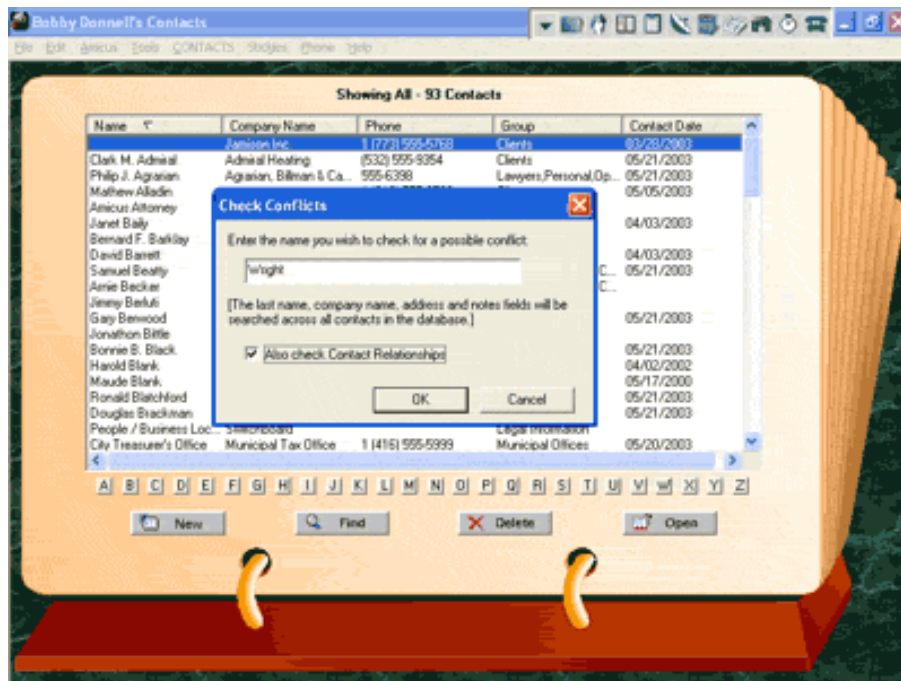 Bobby Donnell's Contacts
File Edit Amicus Tools CONTACTS Stickies Phone Help
Showing All - 93 Contacts
Name Company Name Phone Group Contact Date
Jamison Inc. 1 (773) 555-5768 Clients 03/28/2003
Clark M. Admiral Admiral Heating (532) 555-9354 Clients 05/21/2003
Philip J. Agrarian Agrarian, Billman & Ca... 555-6398 Lawyers,Personal,Op... 05/21/2003
Mathew Alladin 05/05/2003
Amicus Attorney
Janet Baily 04/03/2003
Bernard F. Barklay
David Barrett 04/03/2003
Samuel Beatty C... 05/21/2003
Arnie Becker C...
Jimmy Berluti
Gary Benwood 05/21/2003
Jonathon Bittle
Bonnie B. Black 05/21/2003
Harold Blank 04/02/2002
Maude Blank 05/17/2000
Ronald Blatchford 05/21/2003
Douglas Brackman 05/21/2003
People / Business Loc... Switchboard Legal Information
City Treasurer's Office Municipal Tax Office 1 (416) 555-5999 Municipal Offices 05/20/2003
Check Conflicts
Enter the name you wish to check for a possible conflict:
Wright
[The last name, company name, address and notes fields will be
searched across all contacts in the database.]
Also check Contact Relationships
OK Cancel
A B C D E F G H I J K L M N O P Q R S T U V W X Y Z
New Find Delete Open